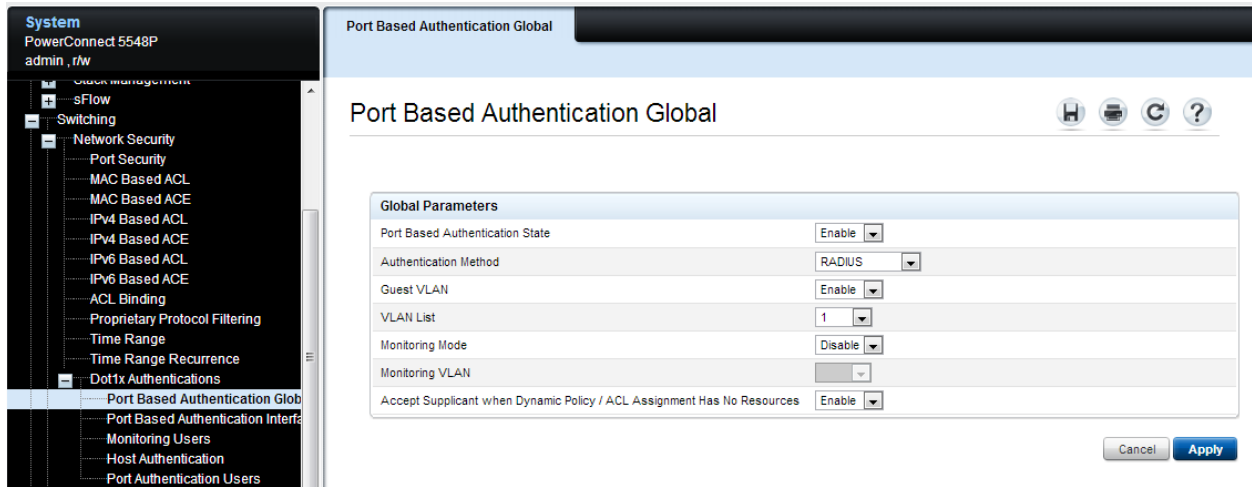 System
PowerConnect 5548P
admin , r/w
Stack Management
sFlow
Switching
Network Security
Port Security
MAC Based ACL
MAC Based ACE
IPv4 Based ACL
IPv4 Based ACE
IPv6 Based ACL
IPv6 Based ACE
ACL Binding
Proprietary Protocol Filtering
Time Range
Time Range Recurrence
Dot1x Authentications
Port Based Authentication Glob
Port Based Authentication Interfa
Monitoring Users
Host Authentication
Port Authentication Users
Port Based Authentication Global
Port Based Authentication Global
Global Parameters
Port Based Authentication State Enable
Authentication Method RADIUS
Guest VLAN Enable
VLAN List 1
Monitoring Mode Disable
Monitoring VLAN
Accept Supplicant when Dynamic Policy / ACL Assignment Has No Resources Enable
Cancel Apply